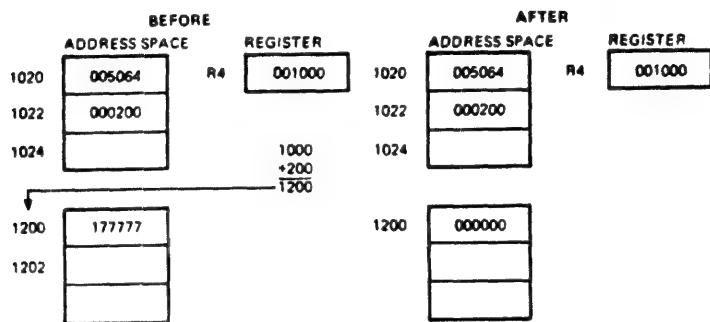 BEFORE
ADDRESS SPACE REGISTER
1020 005064 R4 001000
1022 000200
1024
1000
+200
1200
1200 177777
1202
AFTER
ADDRESS SPACE REGISTER
1020 005064 R4 001000
1022 000200
1024
1200 000000